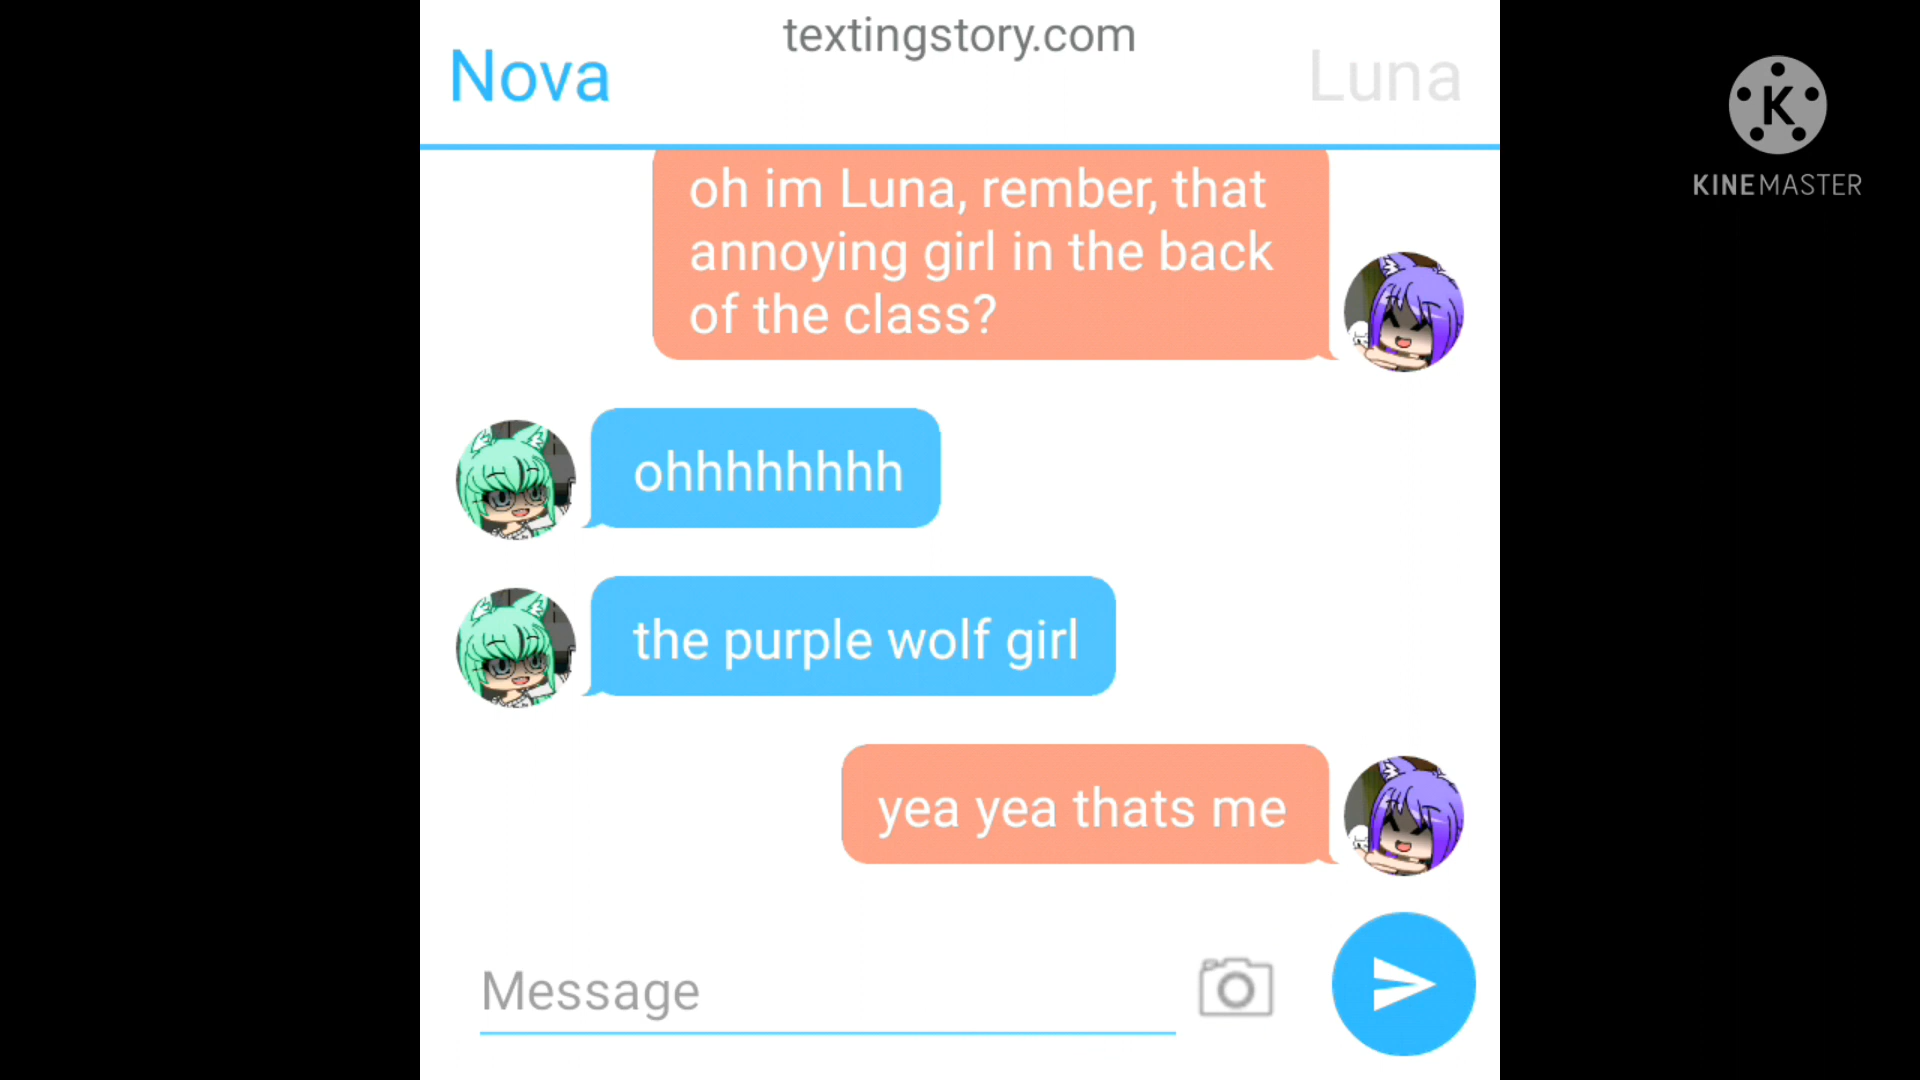 textingstory.com
Nova
Luna
K
KINEMASTER
oh im Luna, rember, that
annoying girl in the back
of the class?
ohhhhhhhh
the purple wolf girl
yea yea thats me
Message